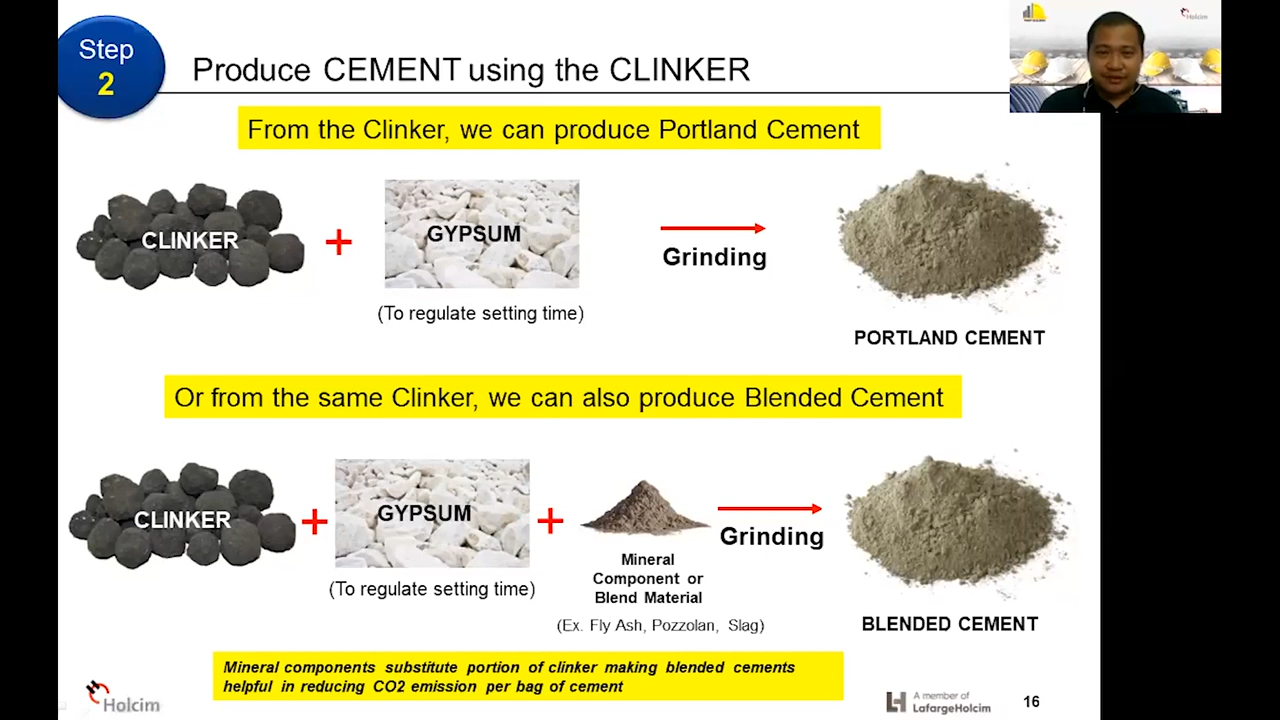 Step
2
Produce CEMENT using the CLINKER
Holcim
From the Clinker, we can produce Portland Cement
CLINKER
+
GYPSUM
Grinding
(To regulate setting time)
PORTLAND CEMENT
Or from the same Clinker, we can also produce Blended Cement
CLINKER
+
GYPSUM
+
Grinding
(To regulate setting time)
Mineral
Component or
Blend Material
(Ex. Fly Ash, Pozzolan, Slag)
BLENDED CEMENT
Mineral components substitute portion of clinker making blended cements
helpful in reducing CO2 emission per bag of cement
Holcim
A member of
LafargeHolcim
16